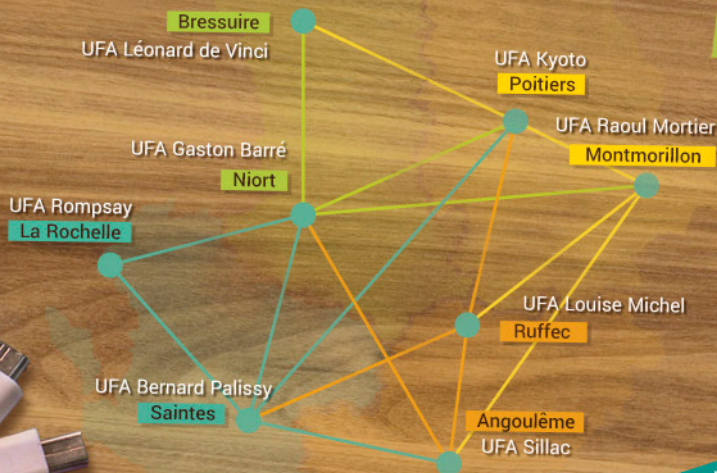 Bressuire
UFA Léonard de Vinci
UFA Kyoto
Poitiers
UFA Raoul Mortier
Montmorillon
UFA Gaston Barré
Niort
UFA Rompsay
La Rochelle
UFA Louise Michel
Ruffec
UFA Bernard Palissy
Saintes
Angoulême
UFA Sillac